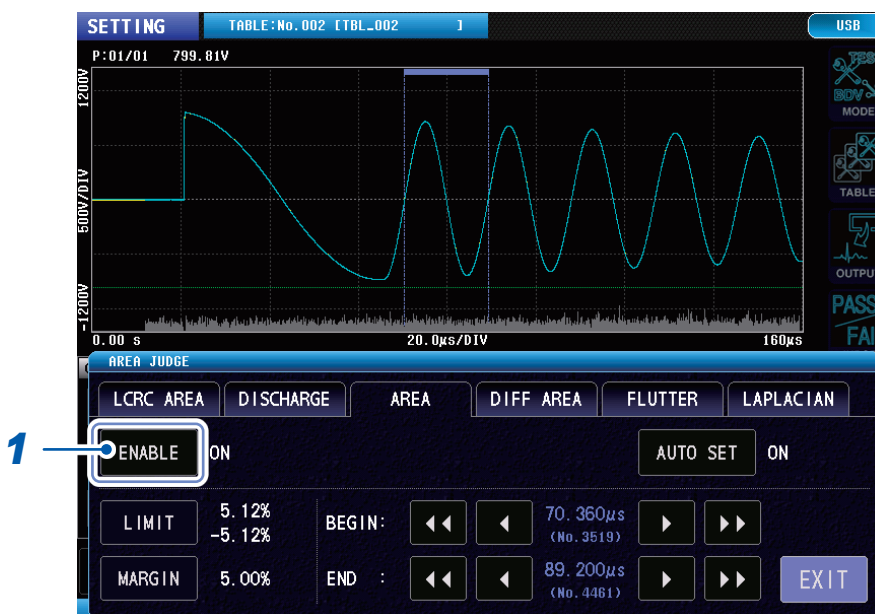 SETTING TABLE:No.002 [TBL_002 ] USB
P:01/01 799.81V
1200V
500V/DIV
-1200V
0.00 s 20.0µs/DIV 160µs
TES
BDV
MODE
TABLE
OUTPU
PASS
FAI
AREA JUDGE
LCRC AREA DISCHARGE AREA DIFF AREA FLUTTER LAPLACIAN
1 ENABLE ON AUTO SET ON
LIMIT 5.12% -5.12% BEGIN: 70.360µs (No.3519)
MARGIN 5.00% END : 89.200µs (No.4461) EXIT